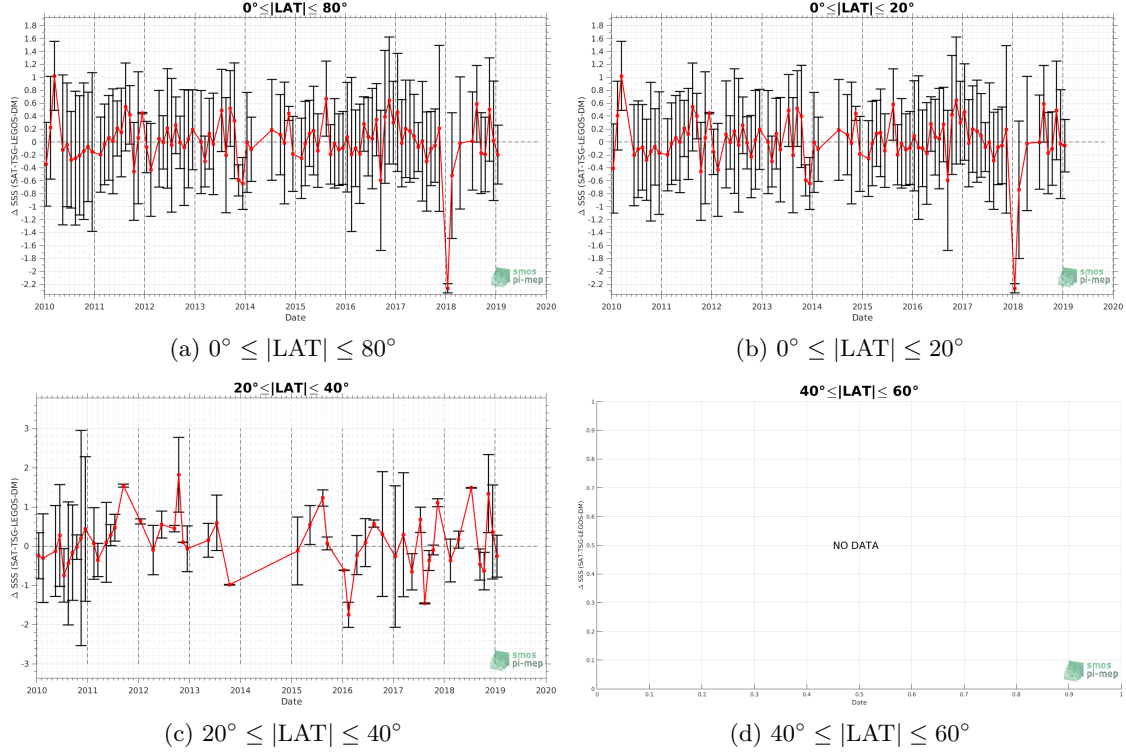 0°≤|LAT|≤ 80°
Δ SSS (SAT-TSG-LEGOS-DM)
1.8
1.6
1.4
1.2
1
0.8
0.6
0.4
0.2
0
-0.2
-0.4
-0.6
-0.8
-1
-1.2
-1.4
-1.6
-1.8
-2
-2.2
2010 2011 2012 2013 2014 2015 2016 2017 2018 2019 2020
Date
smos
pi-mep
(a) 0° ≤ |LAT| ≤ 80°
0°≤|LAT|≤ 20°
Δ SSS (SAT-TSG-LEGOS-DM)
1.8
1.6
1.4
1.2
1
0.8
0.6
0.4
0.2
0
-0.2
-0.4
-0.6
-0.8
-1
-1.2
-1.4
-1.6
-1.8
-2
-2.2
2010 2011 2012 2013 2014 2015 2016 2017 2018 2019 2020
Date
smos
pi-mep
(b) 0° ≤ |LAT| ≤ 20°
20°≤|LAT|≤ 40°
Δ SSS (SAT-TSG-LEGOS-DM)
3
2
1
0
-1
-2
-3
2010 2011 2012 2013 2014 2015 2016 2017 2018 2019 2020
Date
smos
pi-mep
(c) 20° ≤ |LAT| ≤ 40°
40°≤|LAT|≤ 60°
Δ SSS (SAT-TSG-LEGOS-DM)
1
0.9
0.8
0.7
0.6
0.5
0.4
0.3
0.2
0.1
0
NO DATA
0 0.1 0.2 0.3 0.4 0.5 0.6 0.7 0.8 0.9 1
Date
smos
pi-mep
(d) 40° ≤ |LAT| ≤ 60°